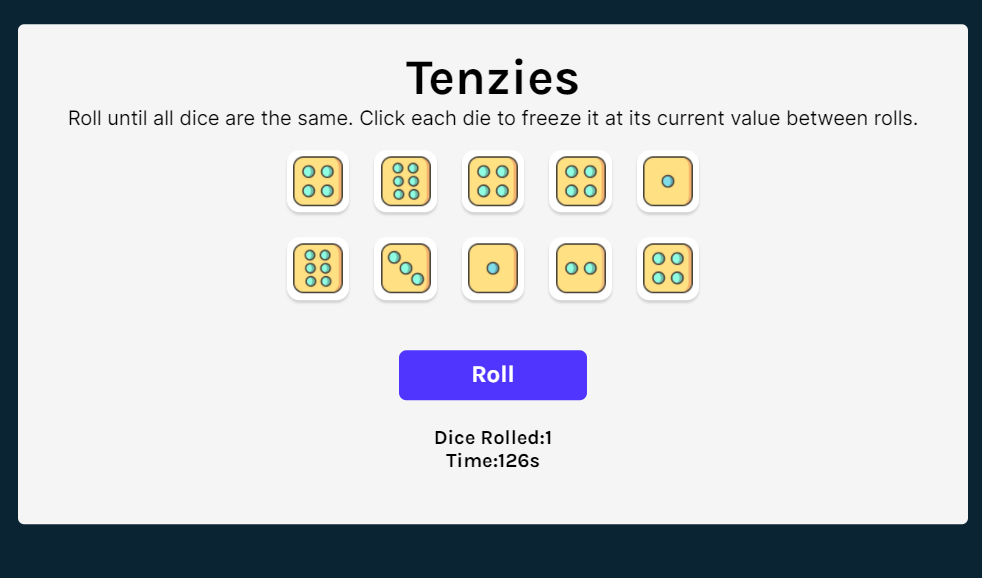 Tenzies
Roll until all dice are the same. Click each die to freeze it at its current value between rolls.
Roll
Dice Rolled:1
Time:126s